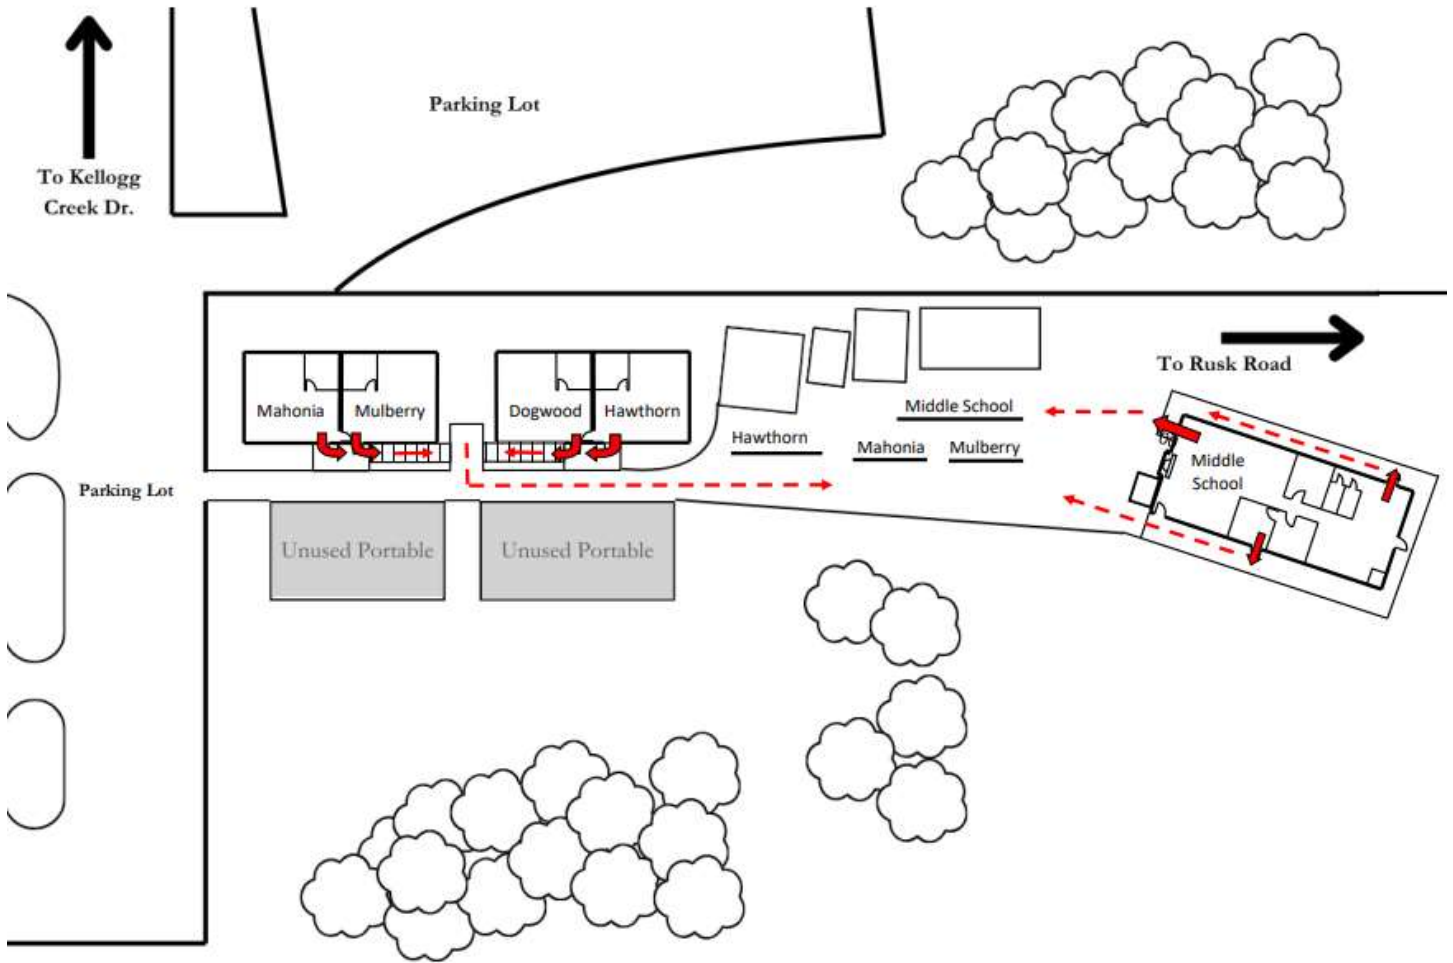 Parking Lot
To Kellogg
Creek Dr.
To Rusk Road
Mahonia
Mulberry
Dogwood
Hawthorn
Middle School
Hawthorn
Mahonia
Mulberry
Middle
School
Parking Lot
Unused Portable
Unused Portable